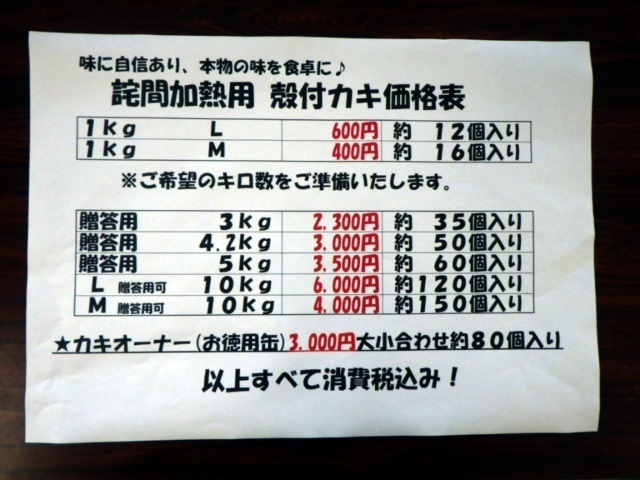 味に自信あり、本物の味を食卓に♪
詫間加熱用 殻付カキ価格表
1kg L 600円 約 12個入り
1kg M 400円 約 16個入り
※ご希望のキロ数をご準備いたします。
贈答用 3kg 2,300円 約 35個入り
贈答用 4.2kg 3,000円 約 50個入り
贈答用 5kg 3,500円 約 60個入り
L 贈答用可 10kg 6,000円 約120個入り
M 贈答用可 10kg 4,000円 約150個入り
★カキオーナー(お徳用缶)3,000円大小合わせ約80個入り
以上すべて消費税込み!